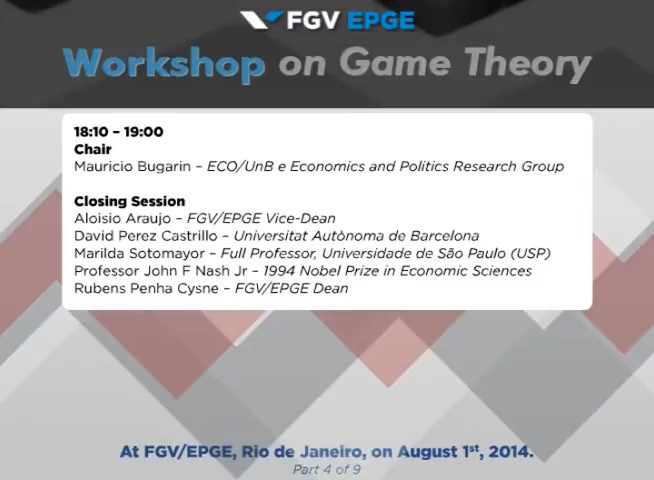 FGV EPGE
Workshop on Game Theory
18:10 – 19:00
Chair
Mauricio Bugarin – ECO/UnB e Economics and Politics Research Group
Closing Session
Aloisio Araujo – FGV/EPGE Vice-Dean
David Perez Castrillo – Universitat Autònoma de Barcelona
Marilda Sotomayor – Full Professor, Universidade de São Paulo (USP)
Professor John F Nash Jr – 1994 Nobel Prize in Economic Sciences
Rubens Penha Cysne – FGV/EPGE Dean
At FGV/EPGE, Rio de Janeiro, on August 1st, 2014.
Part 4 of 9